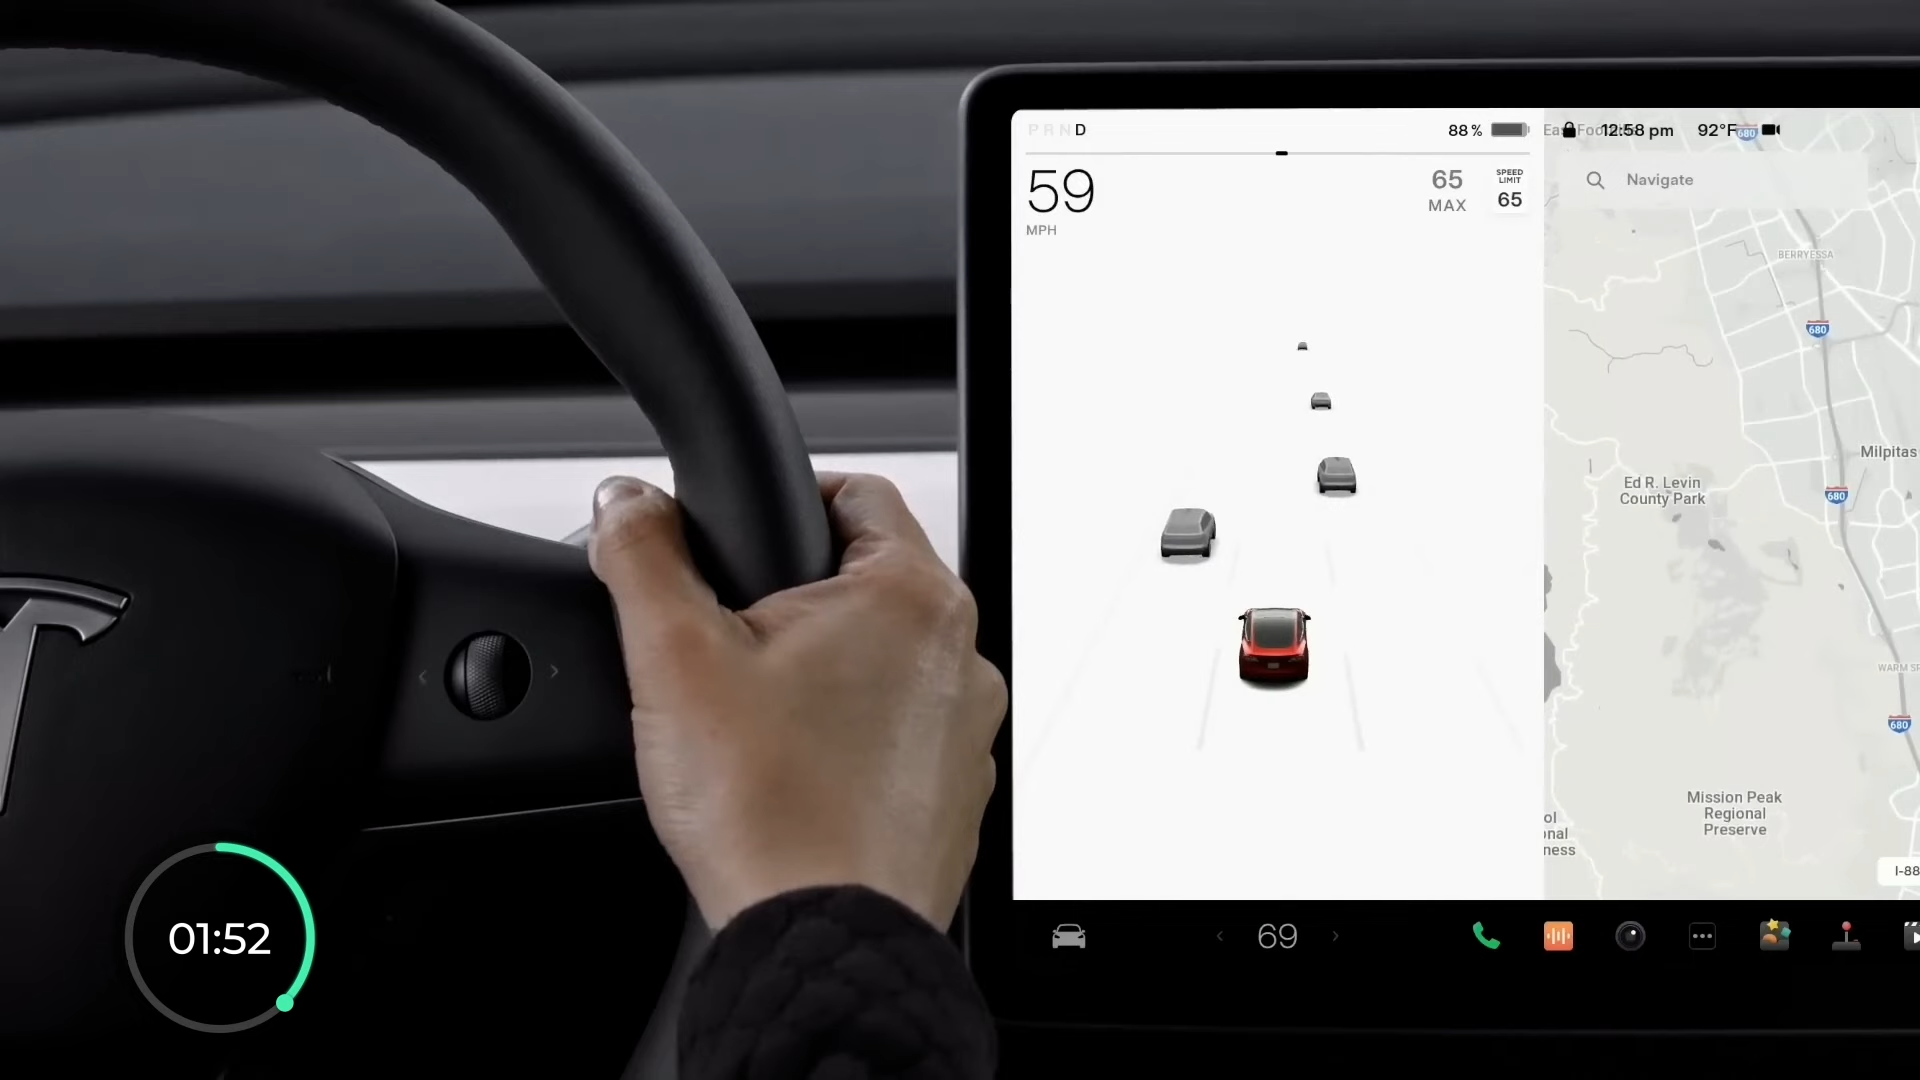 P R N D
88 %
59
MPH
65
MAX
SPEED
LIMIT
65
12:58 pm
92°F
680
Navigate
BERRYESSA
680
Milpitas
680
Ed R. Levin
County Park
680
Mission Peak
Regional
Preserve
69
01:52